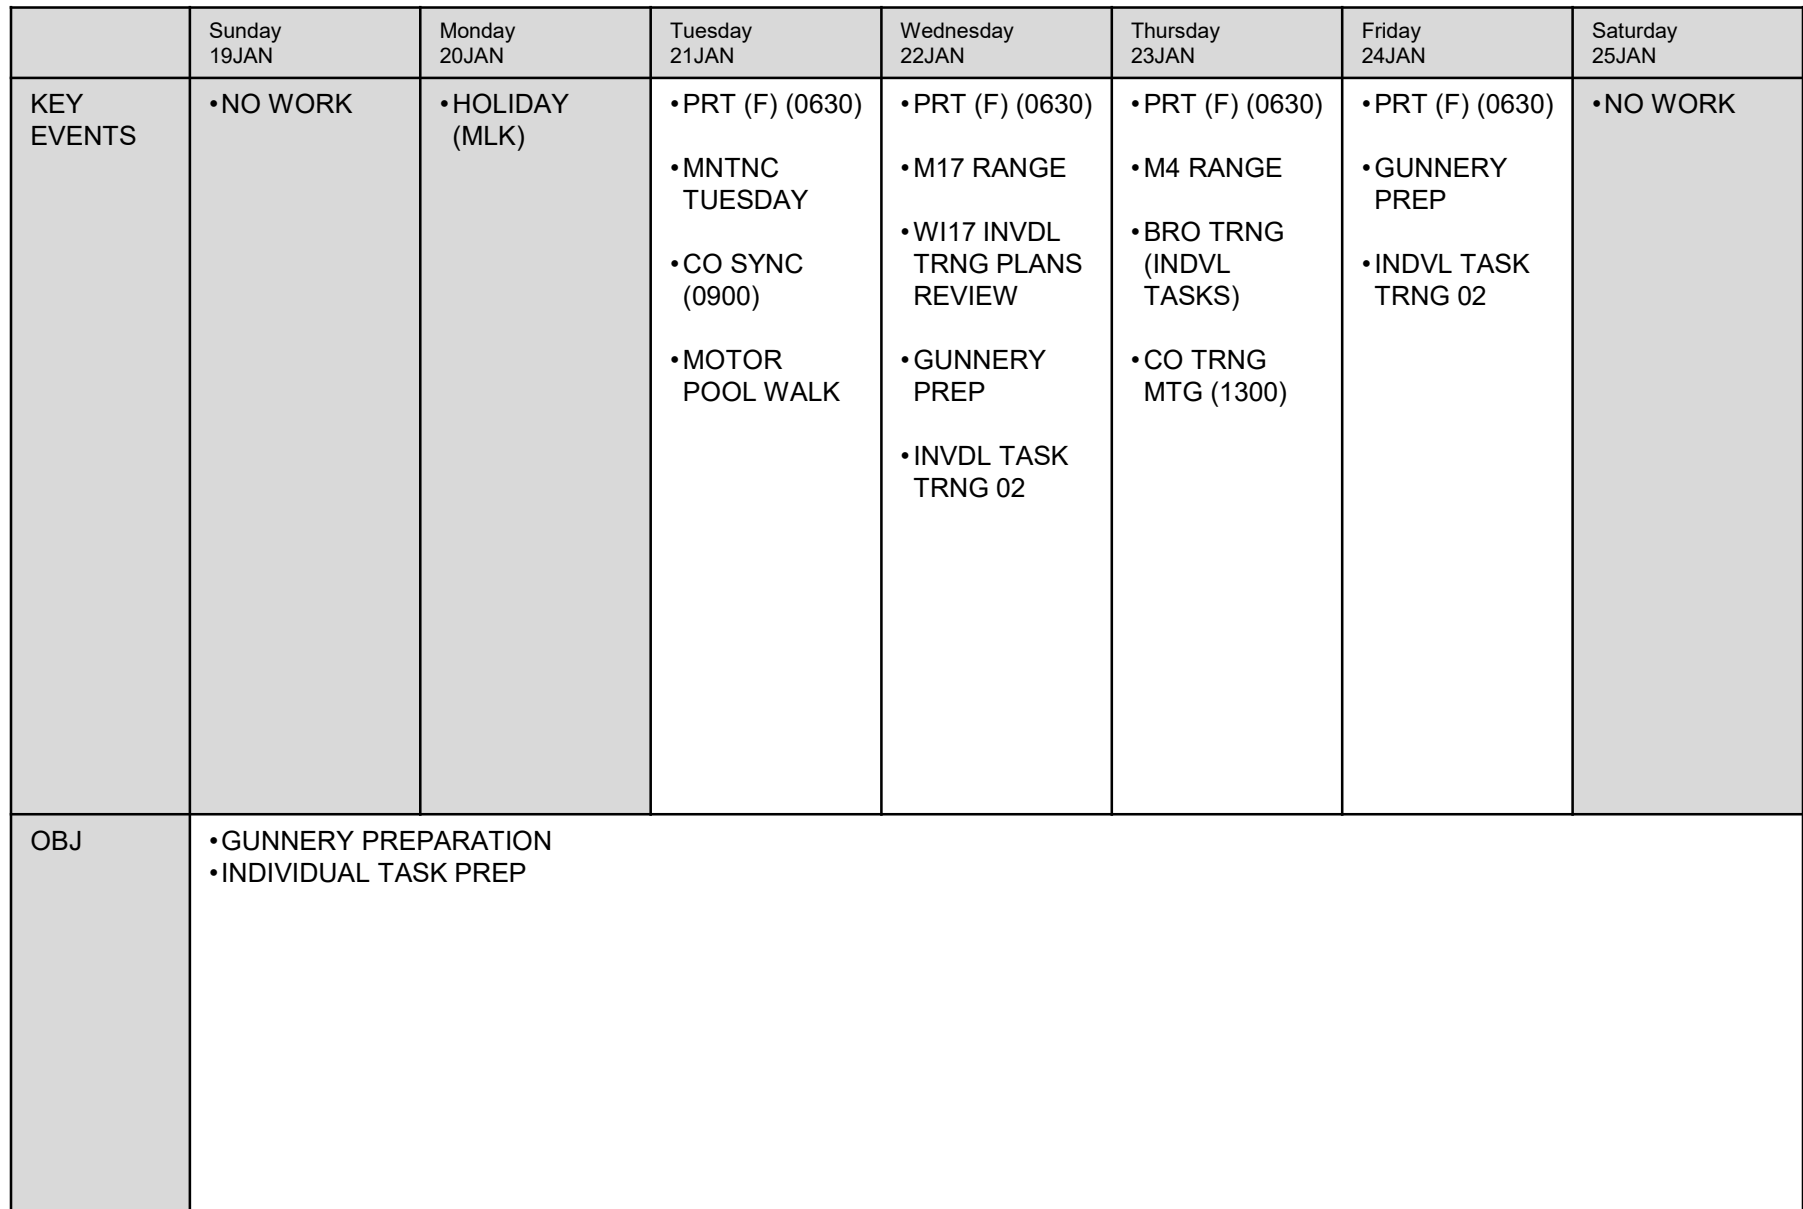 Sunday
19JAN
Monday
20JAN
Tuesday
21JAN
Wednesday
22JAN
Thursday
23JAN
Friday
24JAN
Saturday
25JAN
KEY
EVENTS
•NO WORK
•HOLIDAY
(MLK)
•PRT (F) (0630)
•MNTNC
TUESDAY
•CO SYNC
(0900)
•MOTOR
POOL WALK
•PRT (F) (0630)
•M17 RANGE
•WI17 INVDL
TRNG PLANS
REVIEW
•GUNNERY
PREP
•INVDL TASK
TRNG 02
•PRT (F) (0630)
•M4 RANGE
•BRO TRNG
(INDVL
TASKS)
•CO TRNG
MTG (1300)
•PRT (F) (0630)
•GUNNERY
PREP
•INDVL TASK
TRNG 02
•NO WORK
OBJ
•GUNNERY PREPARATION
•INDIVIDUAL TASK PREP